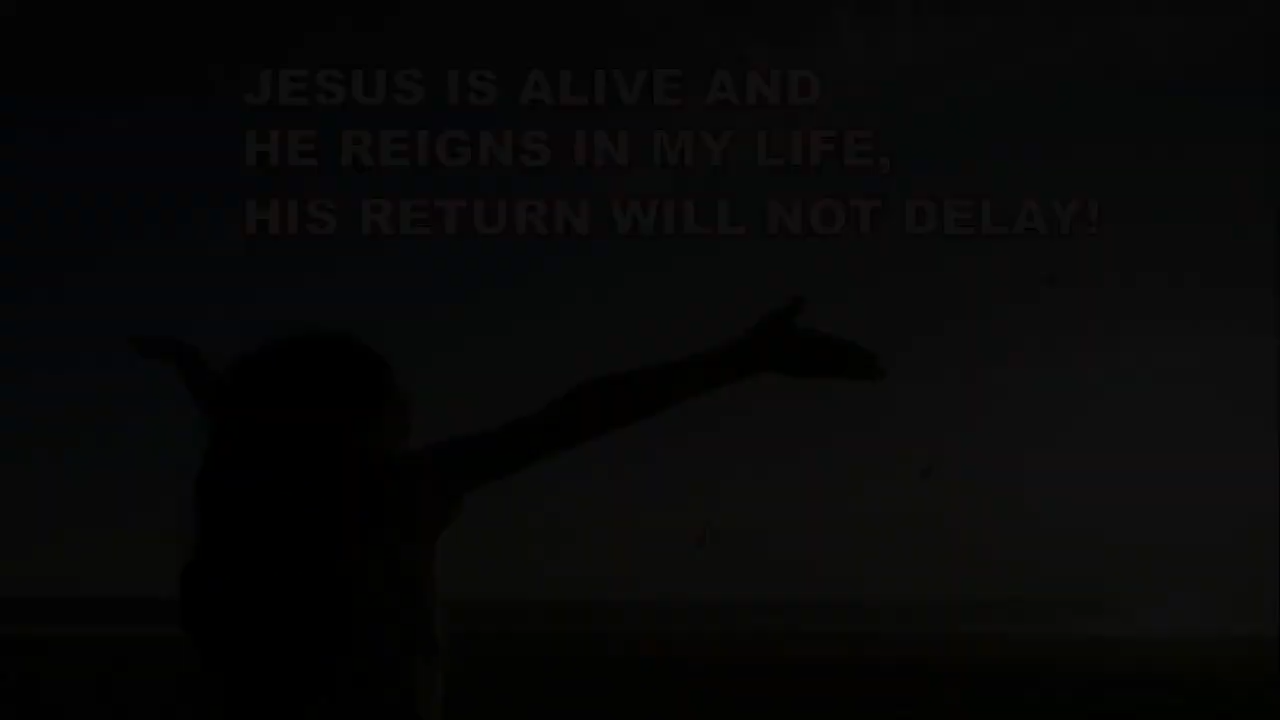 JESUS IS ALIVE AND
HE REIGNS IN MY LIFE,
HIS RETURN WILL NOT DELAY!